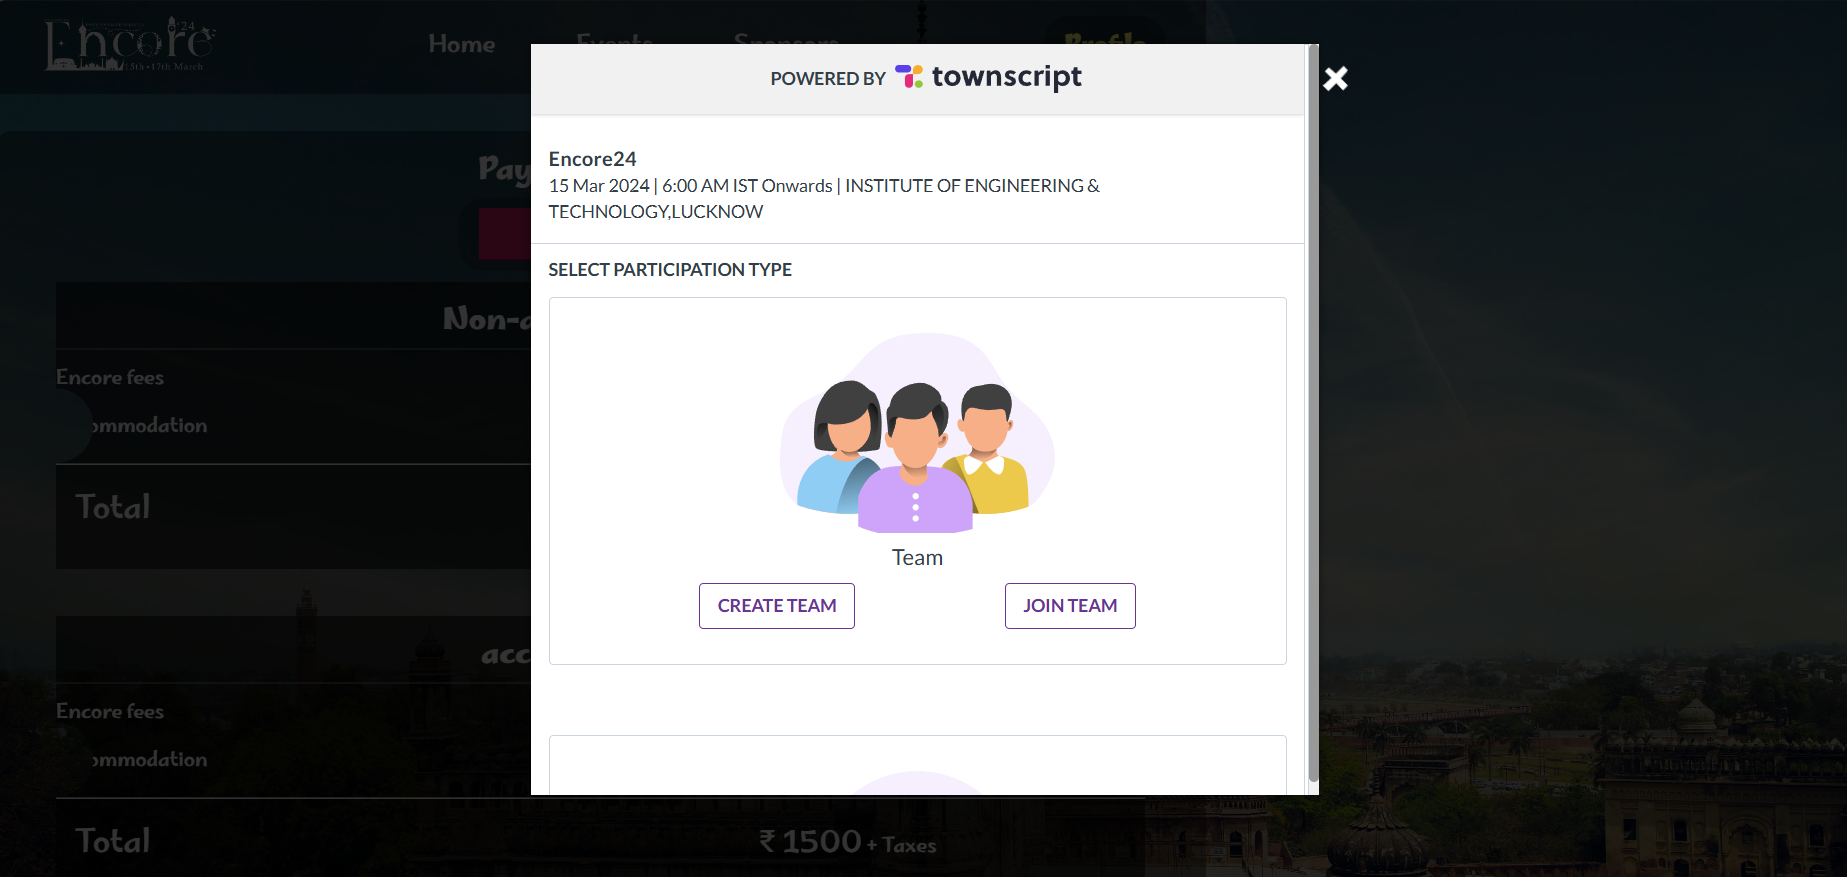 Encore
24
15th-17th March
Home
Events
Sponsors
Profile
POWERED BY townscript
Encore24
15 Mar 2024 | 6:00 AM IST Onwards | INSTITUTE OF ENGINEERING &
TECHNOLOGY,LUCKNOW
SELECT PARTICIPATION TYPE
Team
CREATE TEAM
JOIN TEAM
Pay
Non-
Encore fees
ommodation
Total
acc
Encore fees
ommodation
Total
₹ 1500 + Taxes